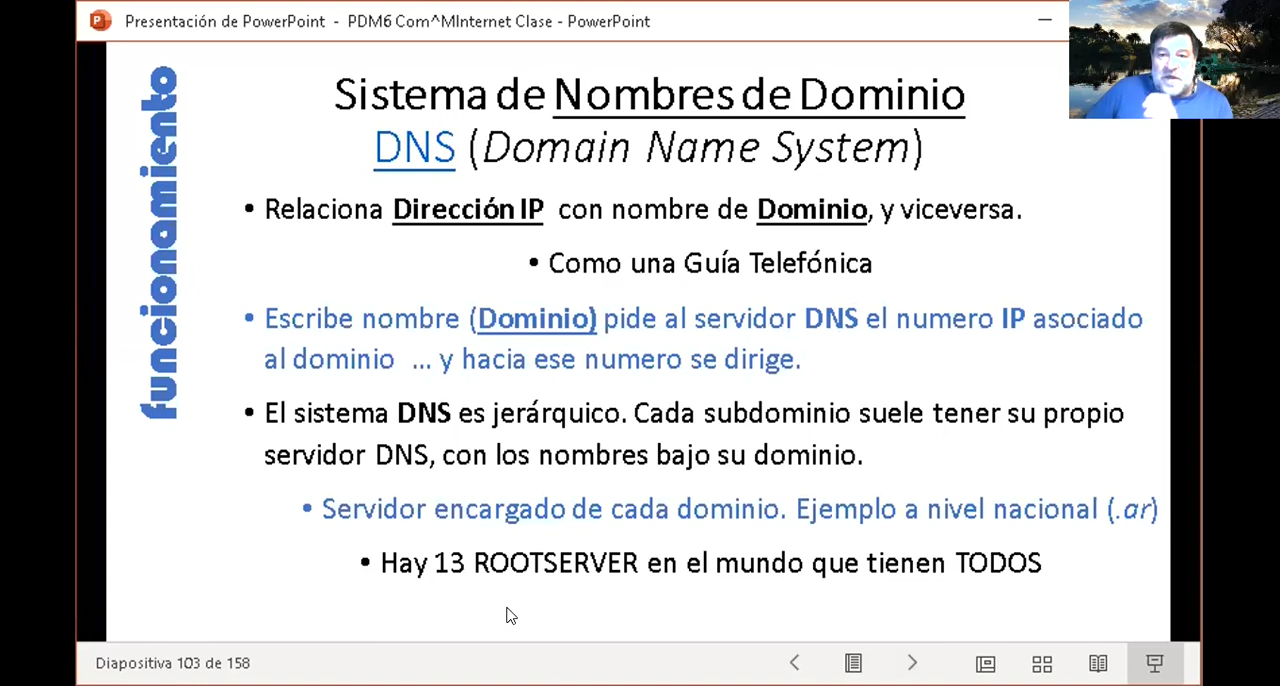 Presentación de PowerPoint - PDM6 Com^MInternet Clase - PowerPoint
funcionamiento
Sistema de Nombres de Dominio
DNS (Domain Name System)
• Relaciona Dirección IP con nombre de Dominio, y viceversa.
• Como una Guía Telefónica
• Escribe nombre (Dominio) pide al servidor DNS el numero IP asociado
al dominio ... y hacia ese numero se dirige.
• El sistema DNS es jerárquico. Cada subdominio suele tener su propio
servidor DNS, con los nombres bajo su dominio.
• Servidor encargado de cada dominio. Ejemplo a nivel nacional (.ar)
• Hay 13 ROOTSERVER en el mundo que tienen TODOS
Diapositiva 103 de 158